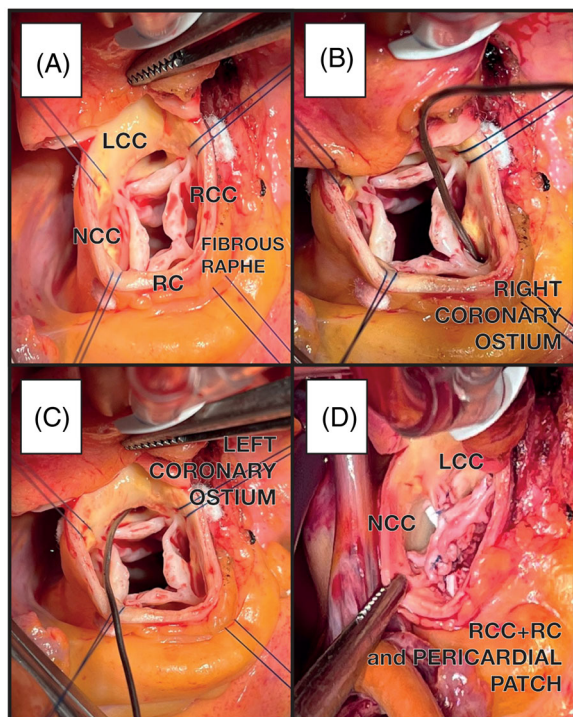 (A)
LCC
RCC
NCC
FIBROUS
RAPHE
RC
(B)
RIGHT
CORONARY
OSTIUM
(C)
LEFT
CORONARY
OSTIUM
(D)
LCC
NCC
RCC+RC
and PERICARDIAL
PATCH